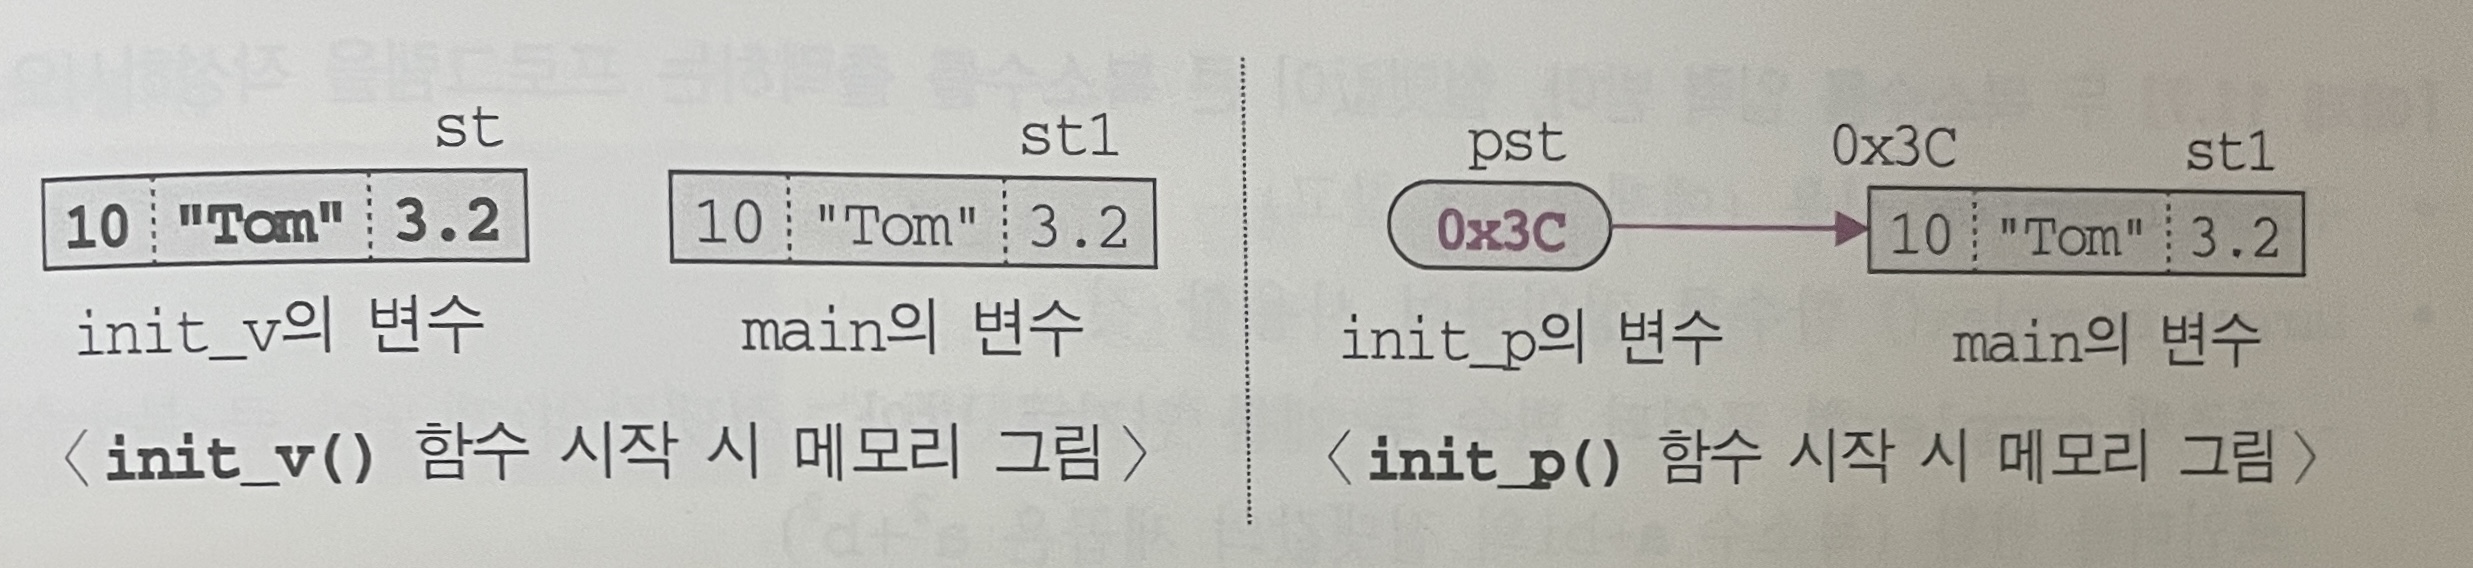 st
10 "Tom" 3.2
init_v의 변수
st1
10 "Tom" 3.2
main의 변수
< init_v() 함수 시작 시 메모리 그림 >
pst
0x3C
init_p의 변수
0x3C st1
10 "Tom" 3.2
main의 변수
< init_p() 함수 시작 시 메모리 그림 >